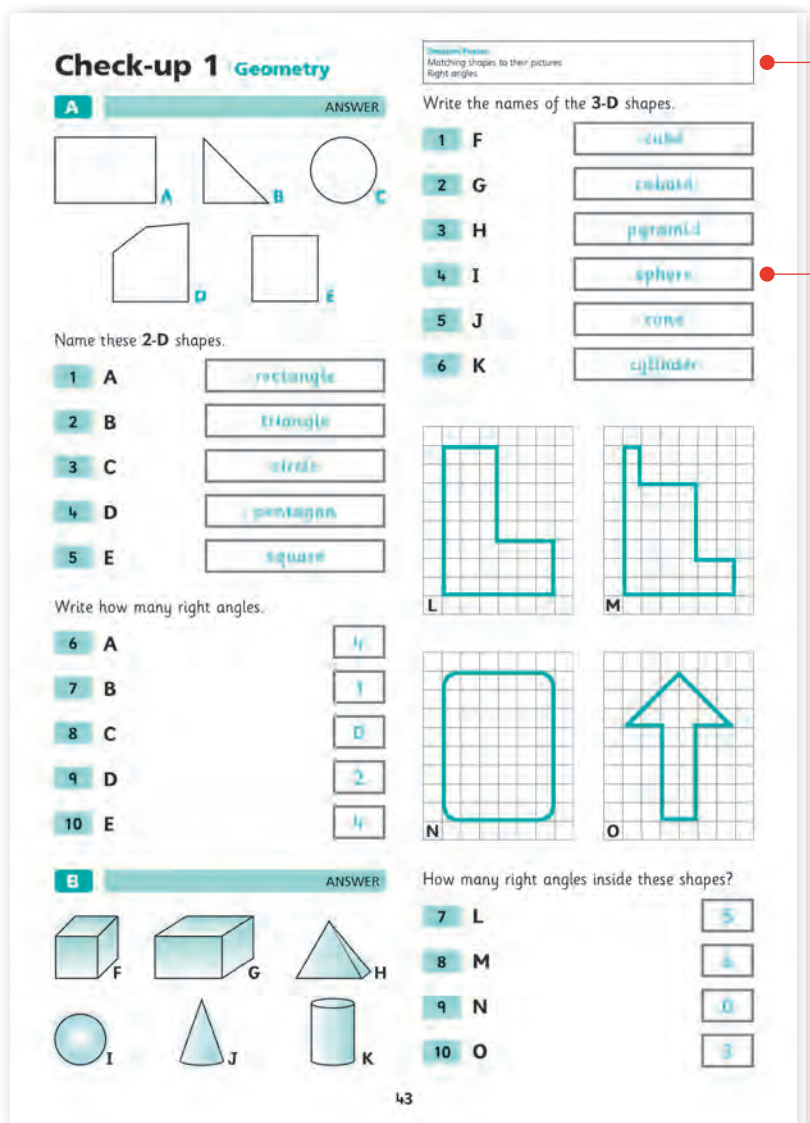 Check-up 1 Geometry
A ANSWER
A
B
C
D
E
Name these 2-D shapes.
1 A rectangle
2 B triangle
3 C circle
4 D pentagon
5 E square
Write how many right angles.
6 A 4
7 B 1
8 C 0
9 D 2
10 E 4
B ANSWER
F
G
H
I
J
K
Matching shapes to their pictures
Right angles
Write the names of the 3-D shapes.
1 F
2 G cuboid
3 H pyramid
4 I sphere
5 J cone
6 K cylinder
L
M
N
O
How many right angles inside these shapes?
7 L 5
8 M
9 N 0
10 O 3
43